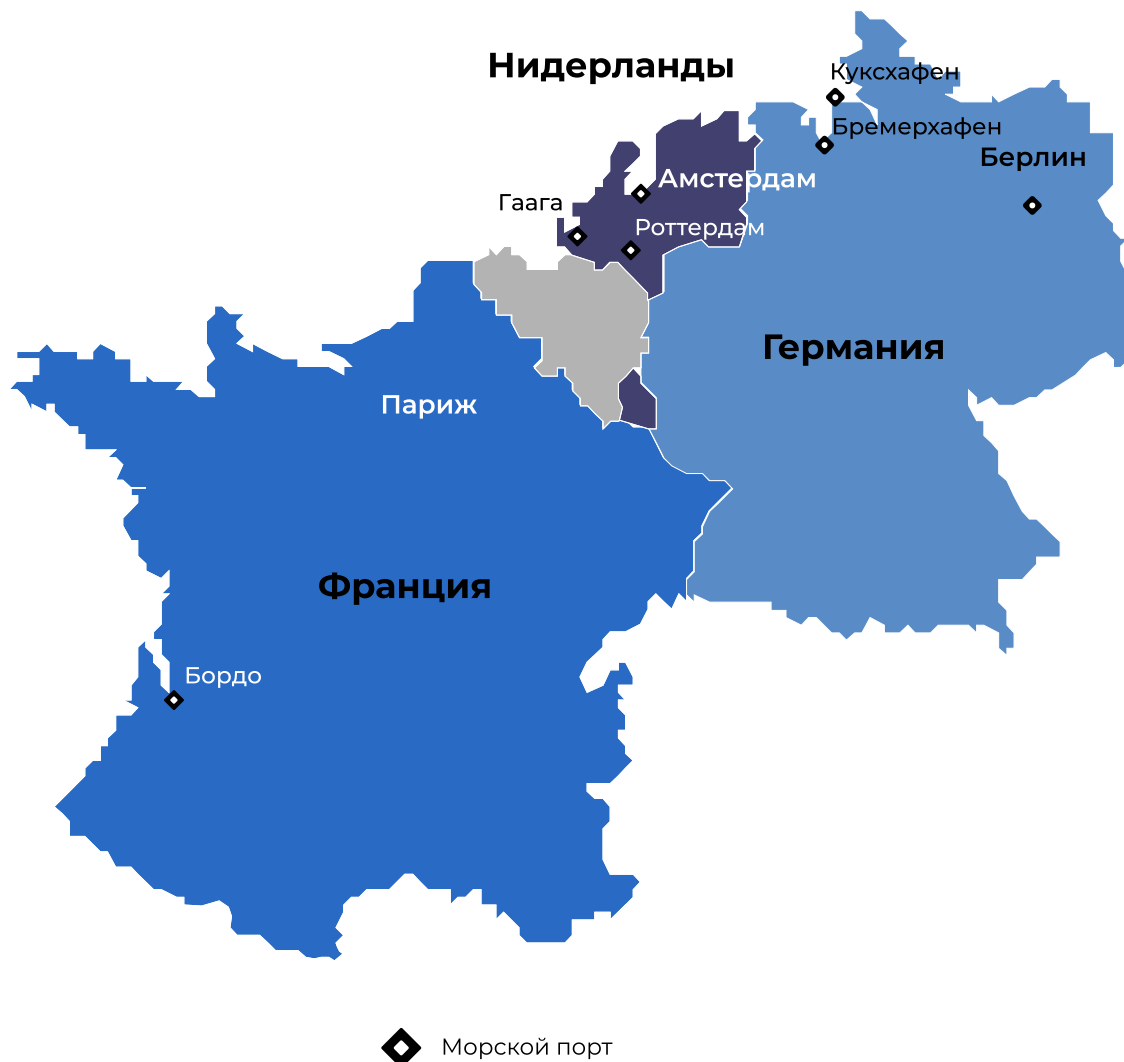 Нидерланды
Куксхафен
Бремерхафен
Берлин
Амстердам
Гаага
Роттердам
Германия
Париж
Франция
Бордо
Морской порт